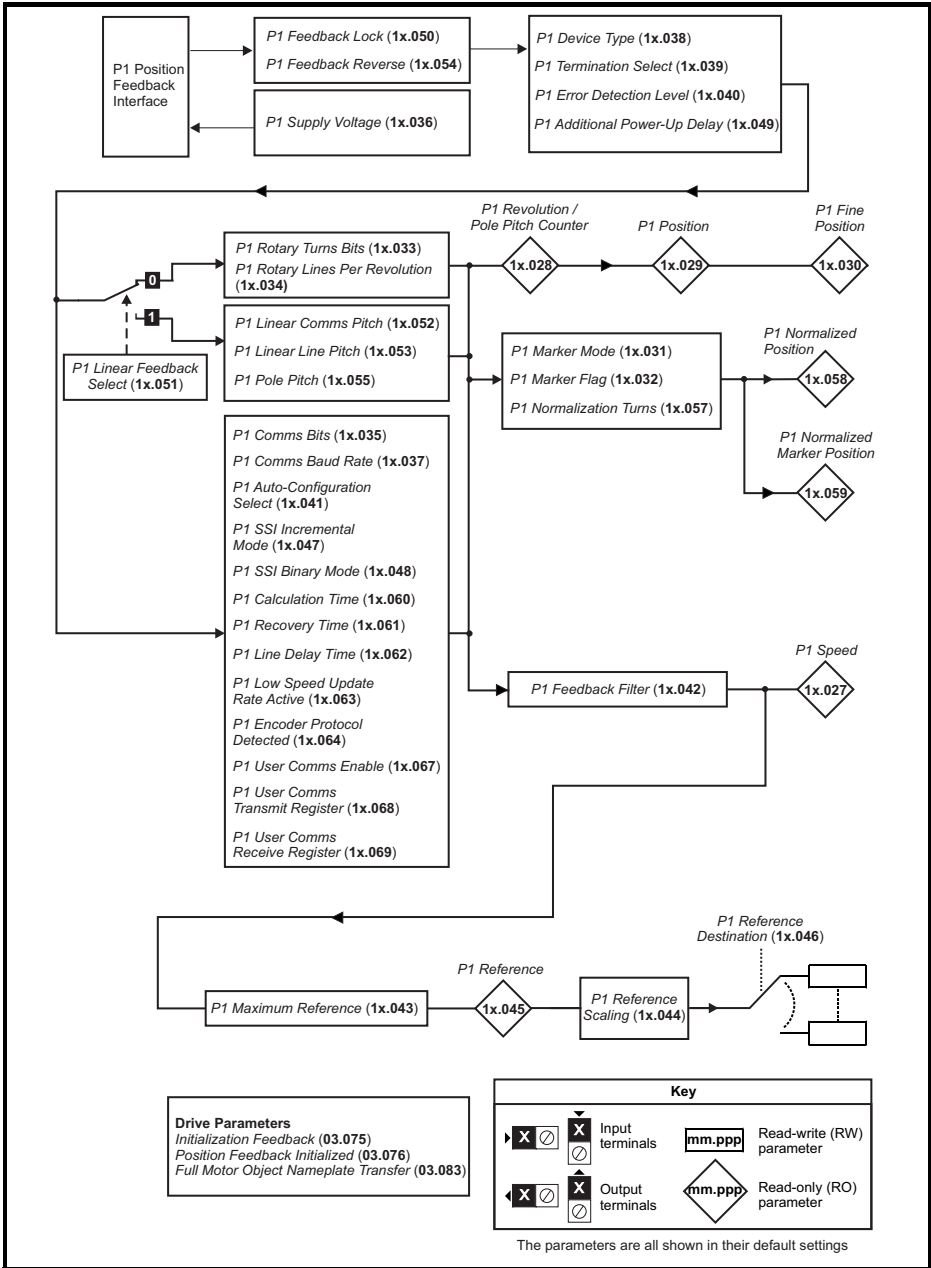 P1 Position
Feedback
Interface
P1 Feedback Lock (1x.050)
P1 Feedback Reverse (1x.054)
P1 Supply Voltage (1x.036)
P1 Device Type (1x.038)
P1 Termination Select (1x.039)
P1 Error Detection Level (1x.040)
P1 Additional Power-Up Delay (1x.049)
0
1
P1 Linear Feedback
Select (1x.051)
P1 Rotary Turns Bits (1x.033)
P1 Rotary Lines Per Revolution
(1x.034)
P1 Linear Comms Pitch (1x.052)
P1 Linear Line Pitch (1x.053)
P1 Pole Pitch (1x.055)
P1 Revolution /
Pole Pitch Counter
1x.028
P1 Position
1x.029
P1 Fine
Position
1x.030
P1 Marker Mode (1x.031)
P1 Marker Flag (1x.032)
P1 Normalization Turns (1x.057)
P1 Normalized
Position
1x.058
P1 Normalized
Marker Position
1x.059
P1 Comms Bits (1x.035)
P1 Comms Baud Rate (1x.037)
P1 Auto-Configuration
Select (1x.041)
P1 SSI Incremental
Mode (1x.047)
P1 SSI Binary Mode (1x.048)
P1 Calculation Time (1x.060)
P1 Recovery Time (1x.061)
P1 Line Delay Time (1x.062)
P1 Low Speed Update
Rate Active (1x.063)
P1 Encoder Protocol
Detected (1x.064)
P1 User Comms Enable (1x.067)
P1 User Comms
Transmit Register (1x.068)
P1 User Comms
Receive Register (1x.069)
P1 Feedback Filter (1x.042)
P1 Speed
1x.027
P1 Maximum Reference (1x.043)
P1 Reference
1x.045
P1 Reference
Scaling (1x.044)
P1 Reference
Destination (1x.046)
Drive Parameters
Initialization Feedback (03.075)
Position Feedback Initialized (03.076)
Full Motor Object Nameplate Transfer (03.083)
Key
X
X
Input
terminals
mm.ppp
Read-write (RW)
parameter
X
X
Output
terminals
mm.ppp
Read-only (RO)
parameter
The parameters are all shown in their default settings